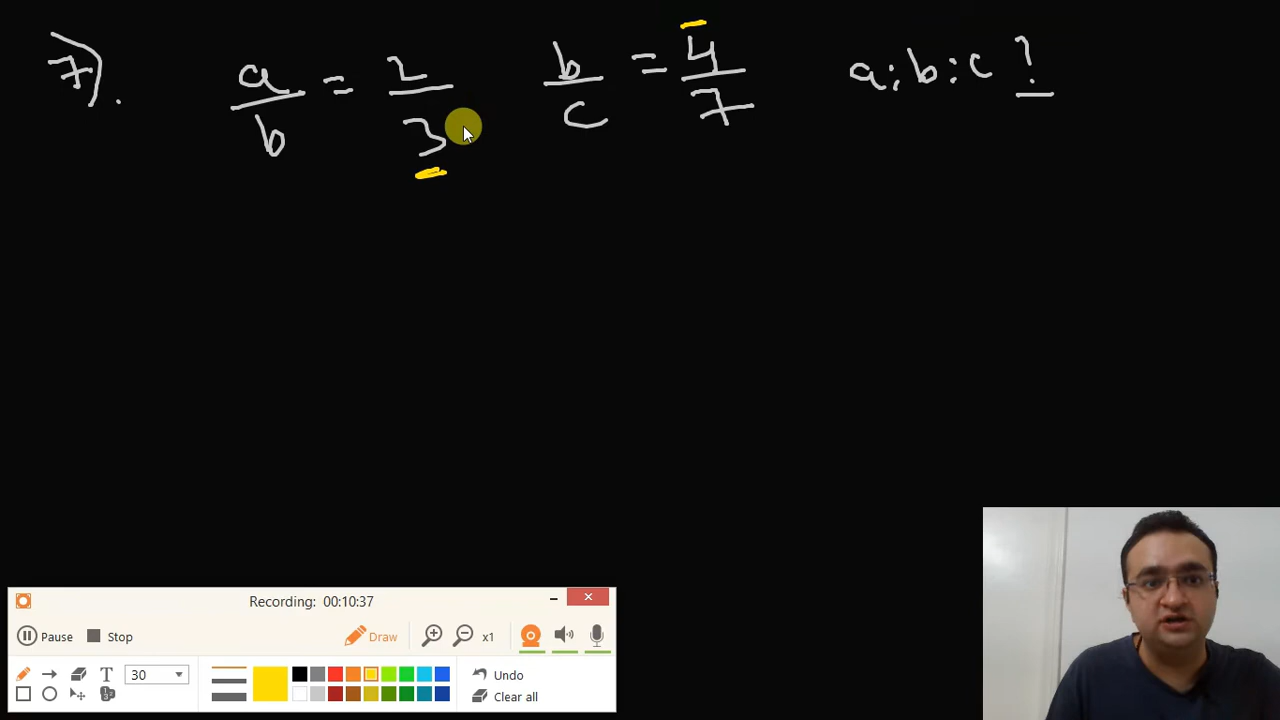 7). a/b = 2/3 b/c = 4/7 a:b:c ?
Recording: 00:10:37
Pause Stop Draw x1
T 30 Undo
Clear all